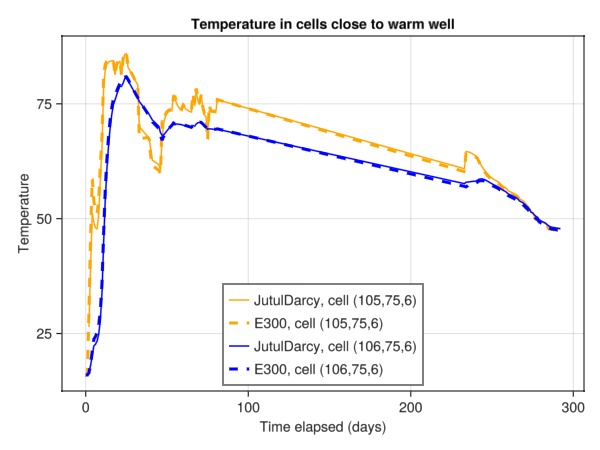 Temperature in cells close to warm well
Temperature
75
50
25
JutulDarcy, cell (105,75,6)
E300, cell (105,75,6)
JutulDarcy, cell (106,75,6)
E300, cell (106,75,6)
0
100
200
300
Time elapsed (days)